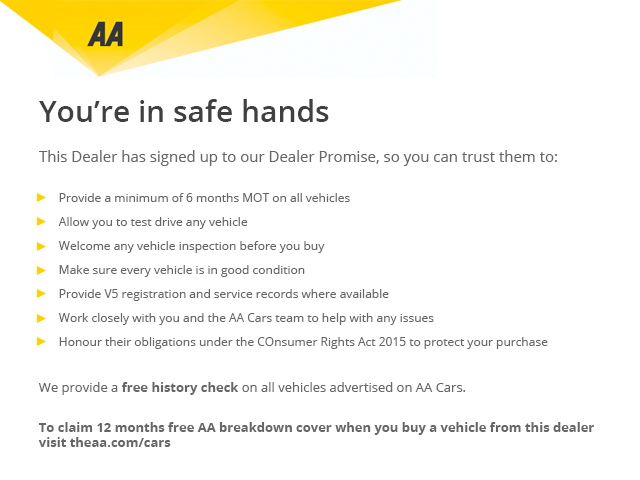 AA
You’re in safe hands
This Dealer has signed up to our Dealer Promise, so you can trust them to:
Provide a minimum of 6 months MOT on all vehicles
Allow you to test drive any vehicle
Welcome any vehicle inspection before you buy
Make sure every vehicle is in good condition
Provide V5 registration and service records where available
Work closely with you and the AA Cars team to help with any issues
Honour their obligations under the COnsumer Rights Act 2015 to protect your purchase
We provide a free history check on all vehicles advertised on AA Cars.
To claim 12 months free AA breakdown cover when you buy a vehicle from this dealer
visit theaa.com/cars